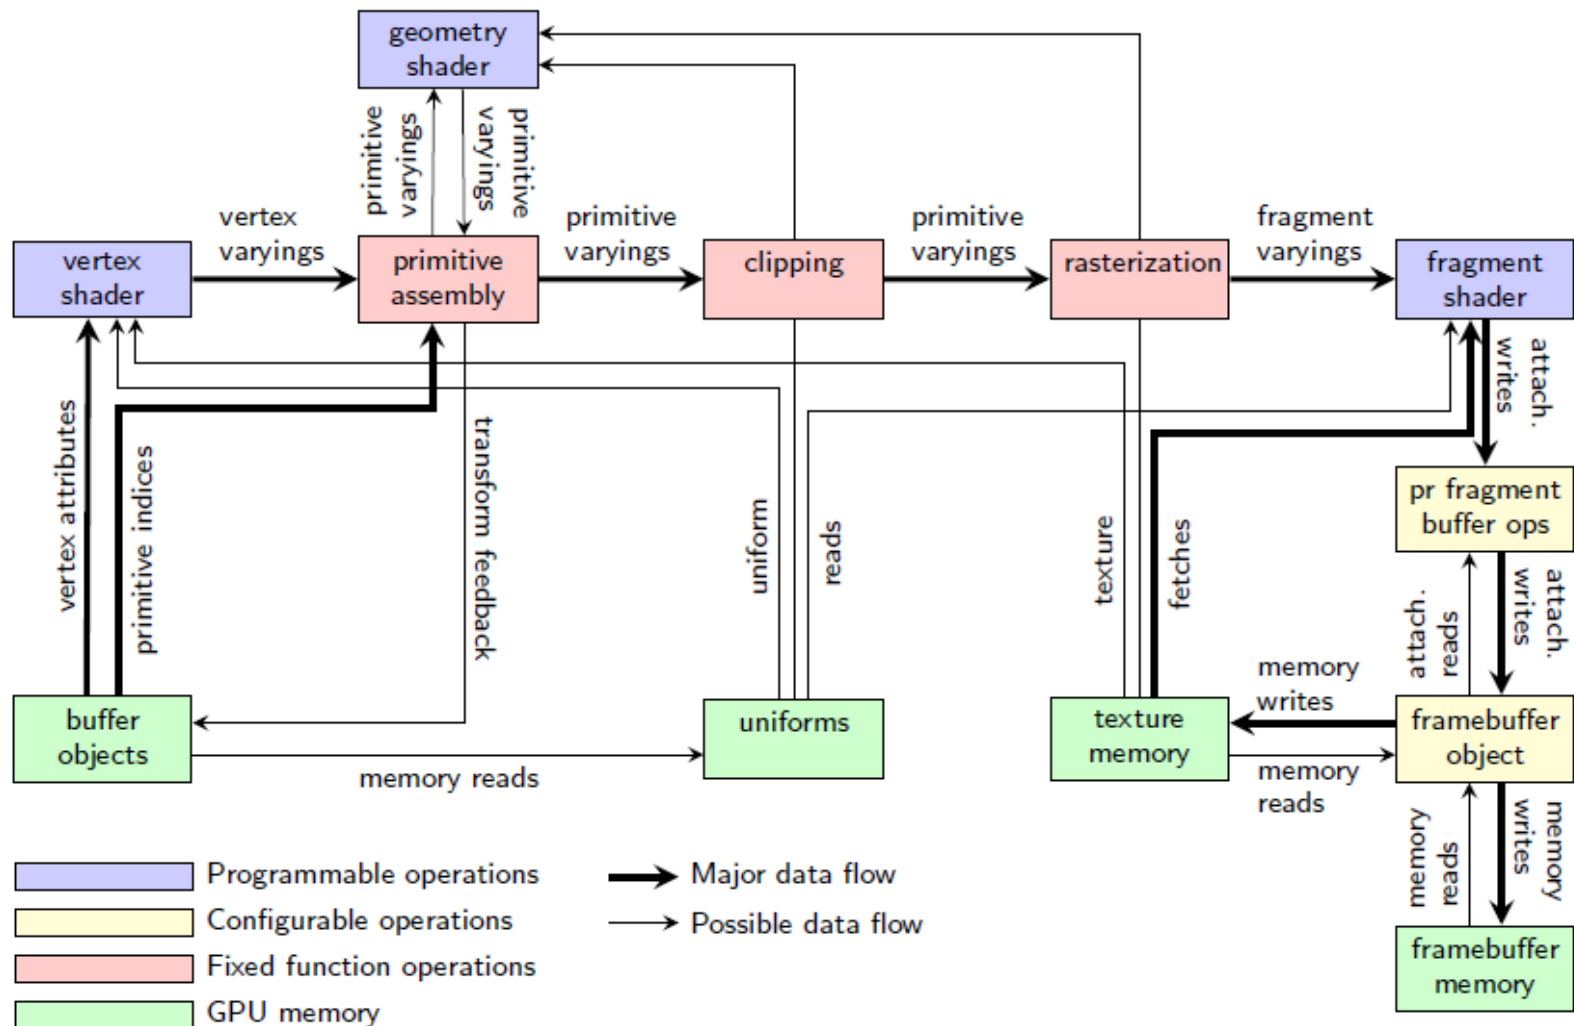 geometry
shader
primitive
varyings
primitive
varyings
vertex
varyings
primitive
varyings
primitive
varyings
fragment
varyings
vertex
shader
primitive
assembly
clipping
rasterization
fragment
shader
attach.
writes
vertex attributes
primitive indices
transform feedback
uniform
reads
texture
fetches
pr fragment
buffer ops
attach.
reads
attach.
writes
memory
writes
buffer
objects
uniforms
texture
memory
framebuffer
object
memory reads
memory
reads
memory
reads
memory
writes
framebuffer
memory
Programmable operations
Configurable operations
Fixed function operations
GPU memory
Major data flow
Possible data flow